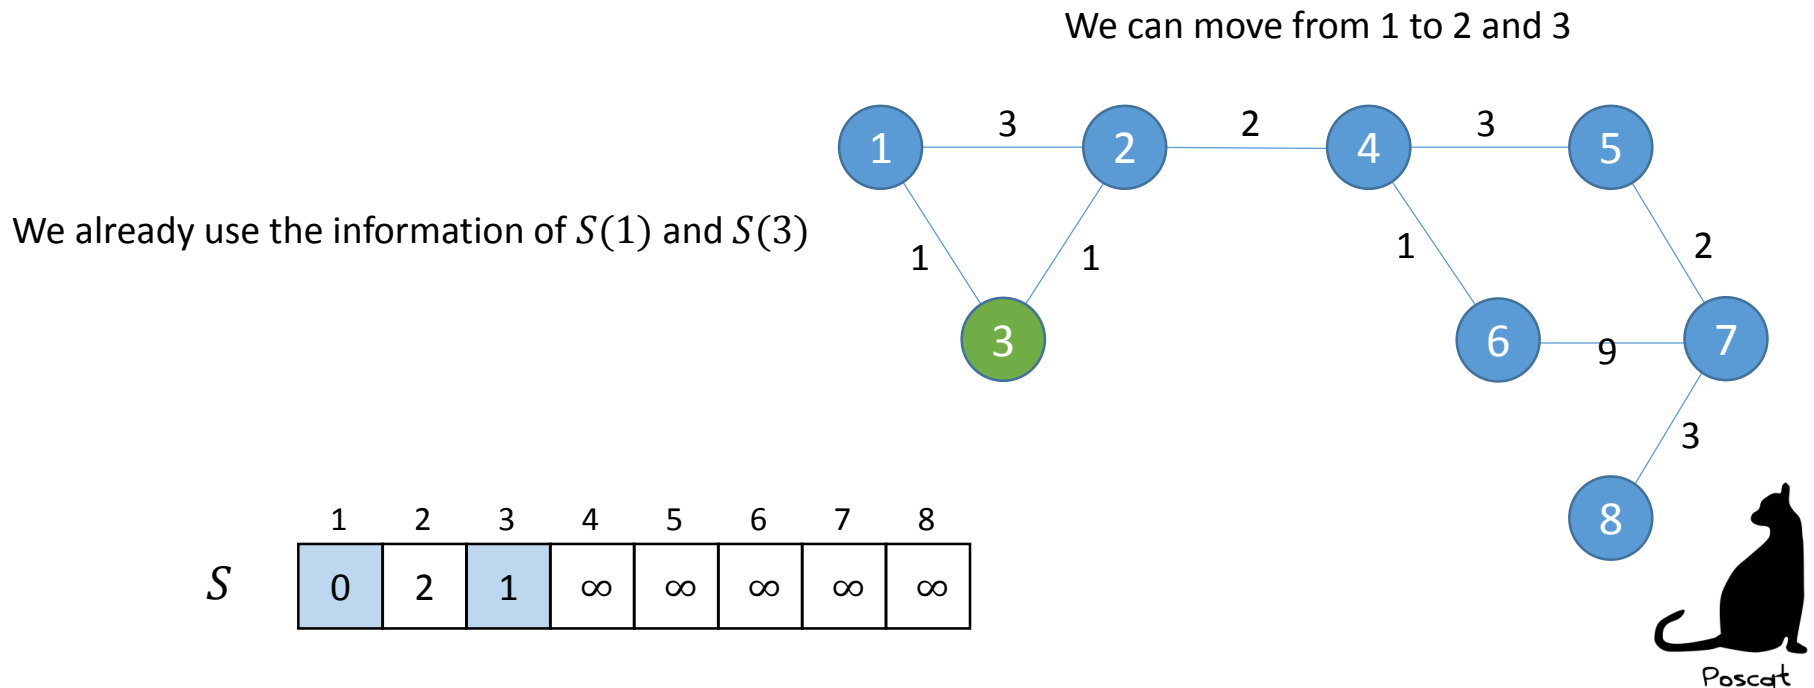 We can move from 1 to 2 and 3
1 3 2 2 4 3 5
We already use the information of S(1) and S(3)
1 1 1 2
3 6 9 7
3
8
1 2 3 4 5 6 7 8
S 0 2 1 ∞ ∞ ∞ ∞ ∞
Poscat